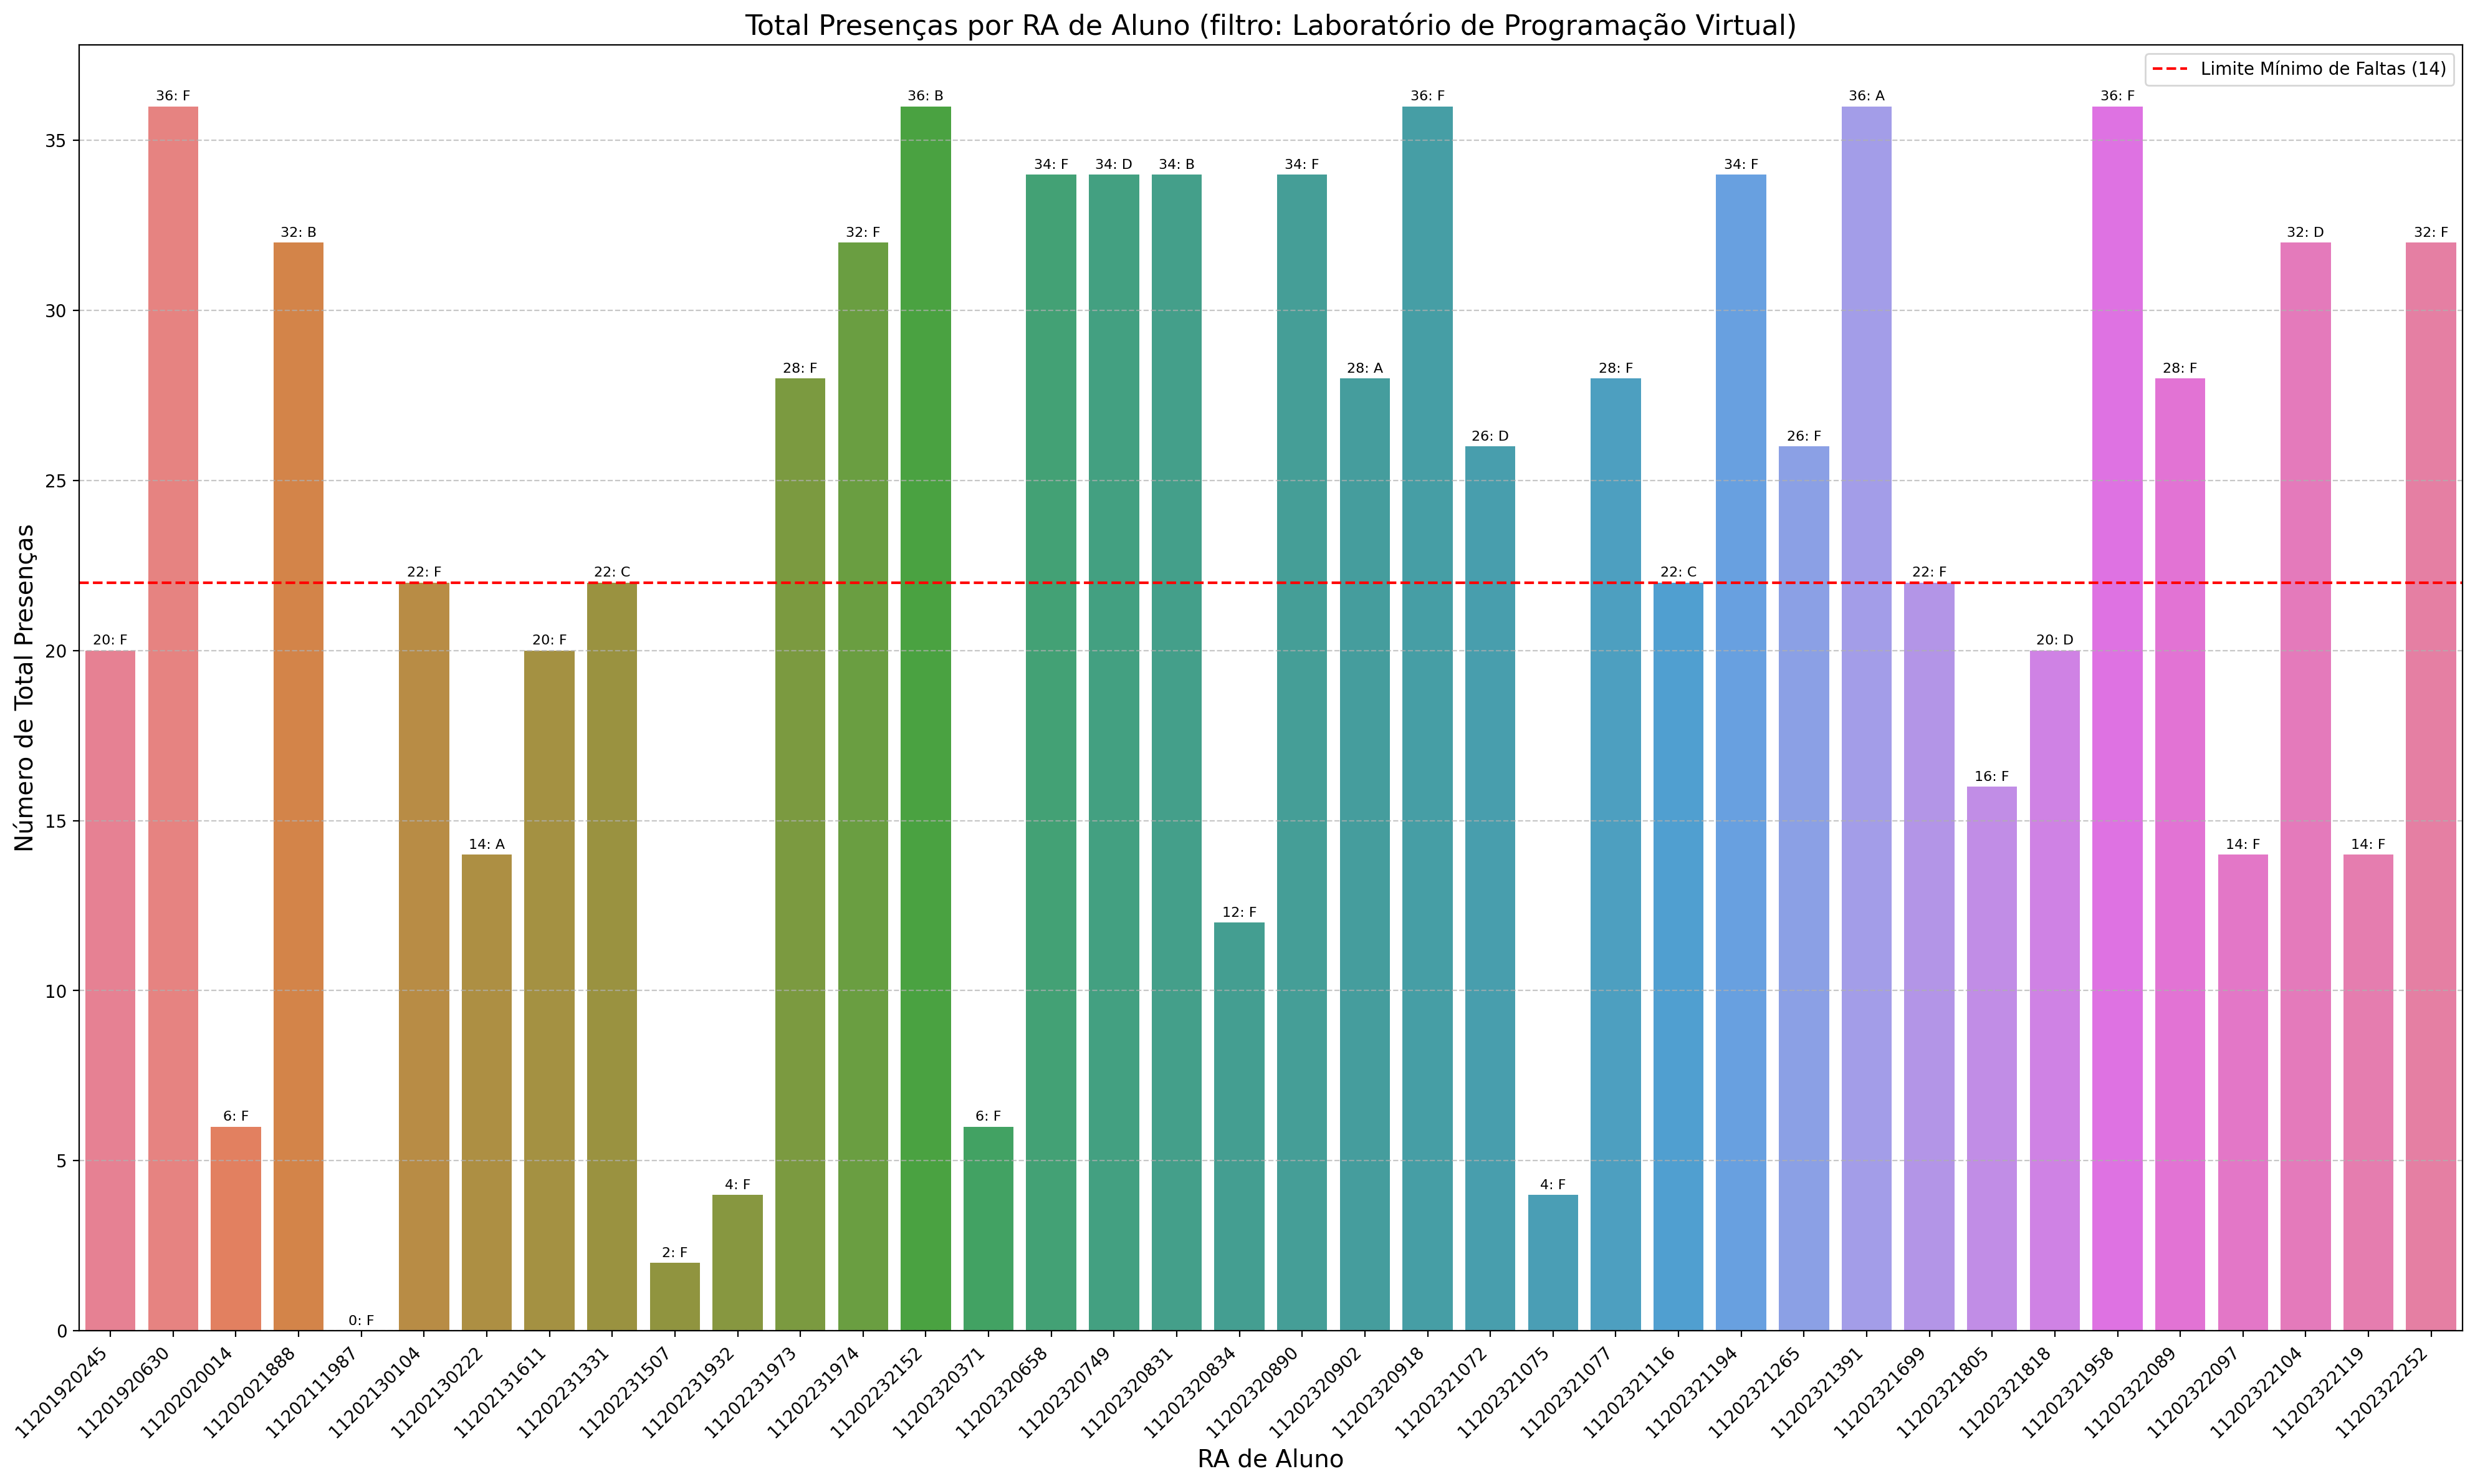 Total Presenças por RA de Aluno (filtro: Laboratório de Programação Virtual)
Limite Mínimo de Faltas (14)
Número de Total Presenças
35
30
25
20
15
10
5
0
20: F
36: F
6: F
32: B
0: F
22: F
14: A
20: F
22: C
2: F
4: F
28: F
32: F
36: B
6: F
34: F
34: D
34: B
12: F
34: F
28: A
36: F
26: D
4: F
28: F
22: C
34: F
26: F
36: A
22: F
16: F
20: D
36: F
28: F
14: F
32: D
14: F
32: F
11201920245
11201920630
11202020014
11202021888
11202111987
11202130104
11202130222
11202131611
11202231331
11202231507
11202231932
11202231973
11202231974
11202232152
11202320371
11202320658
11202320749
11202320831
11202320834
11202320890
11202320902
11202320918
11202321072
11202321075
11202321077
11202321116
11202321194
11202321265
11202321391
11202321699
11202321805
11202321818
11202321958
11202322089
11202322097
11202322104
11202322119
11202322252
RA de Aluno